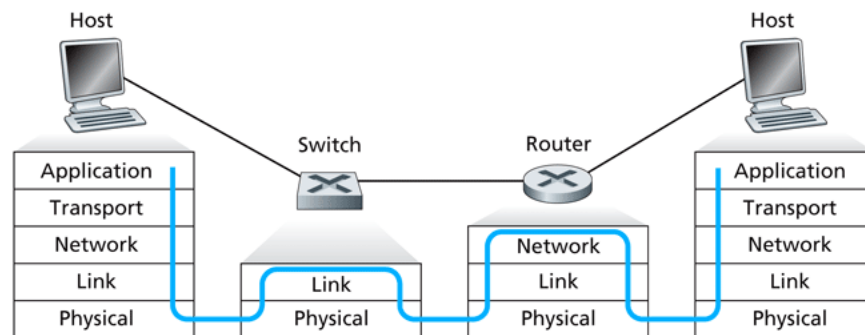 Host
Host
Switch
Router
Application
Transport
Network
Link
Physical
Link
Physical
Network
Link
Physical
Application
Transport
Network
Link
Physical